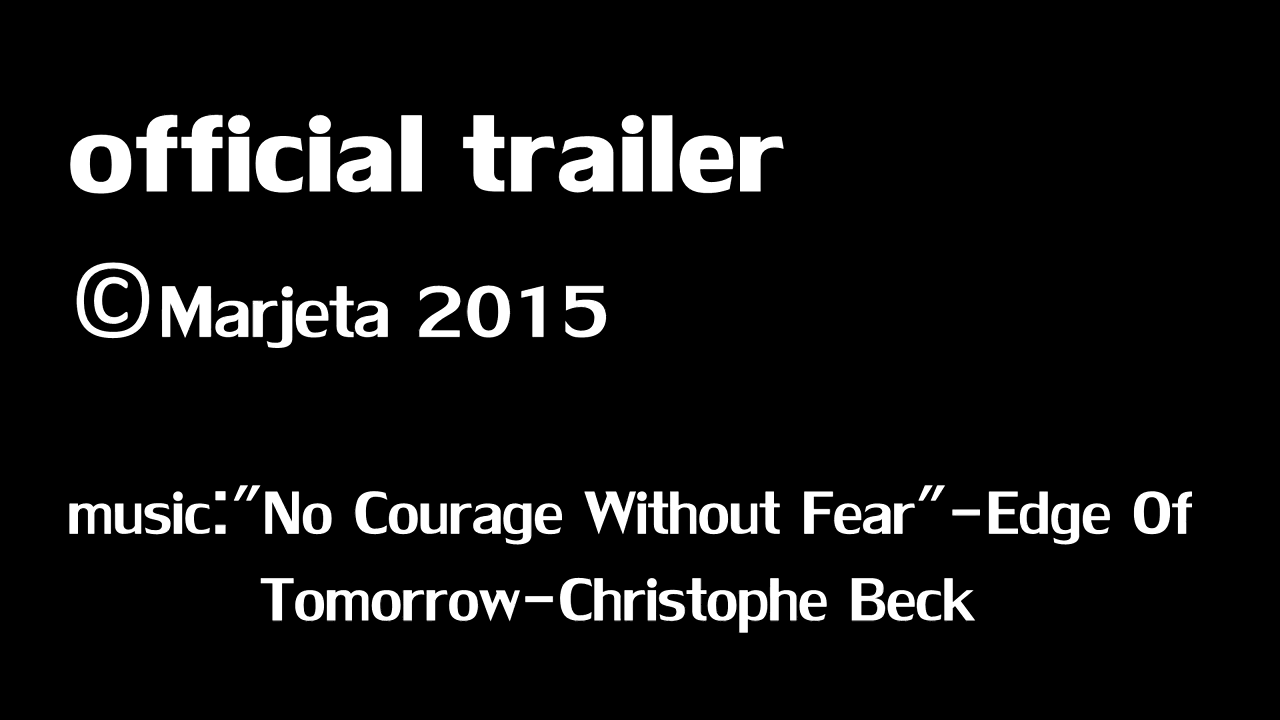 official trailer
©Marjeta 2015
music:"No Courage Without Fear"-Edge Of
Tomorrow-Christophe Beck